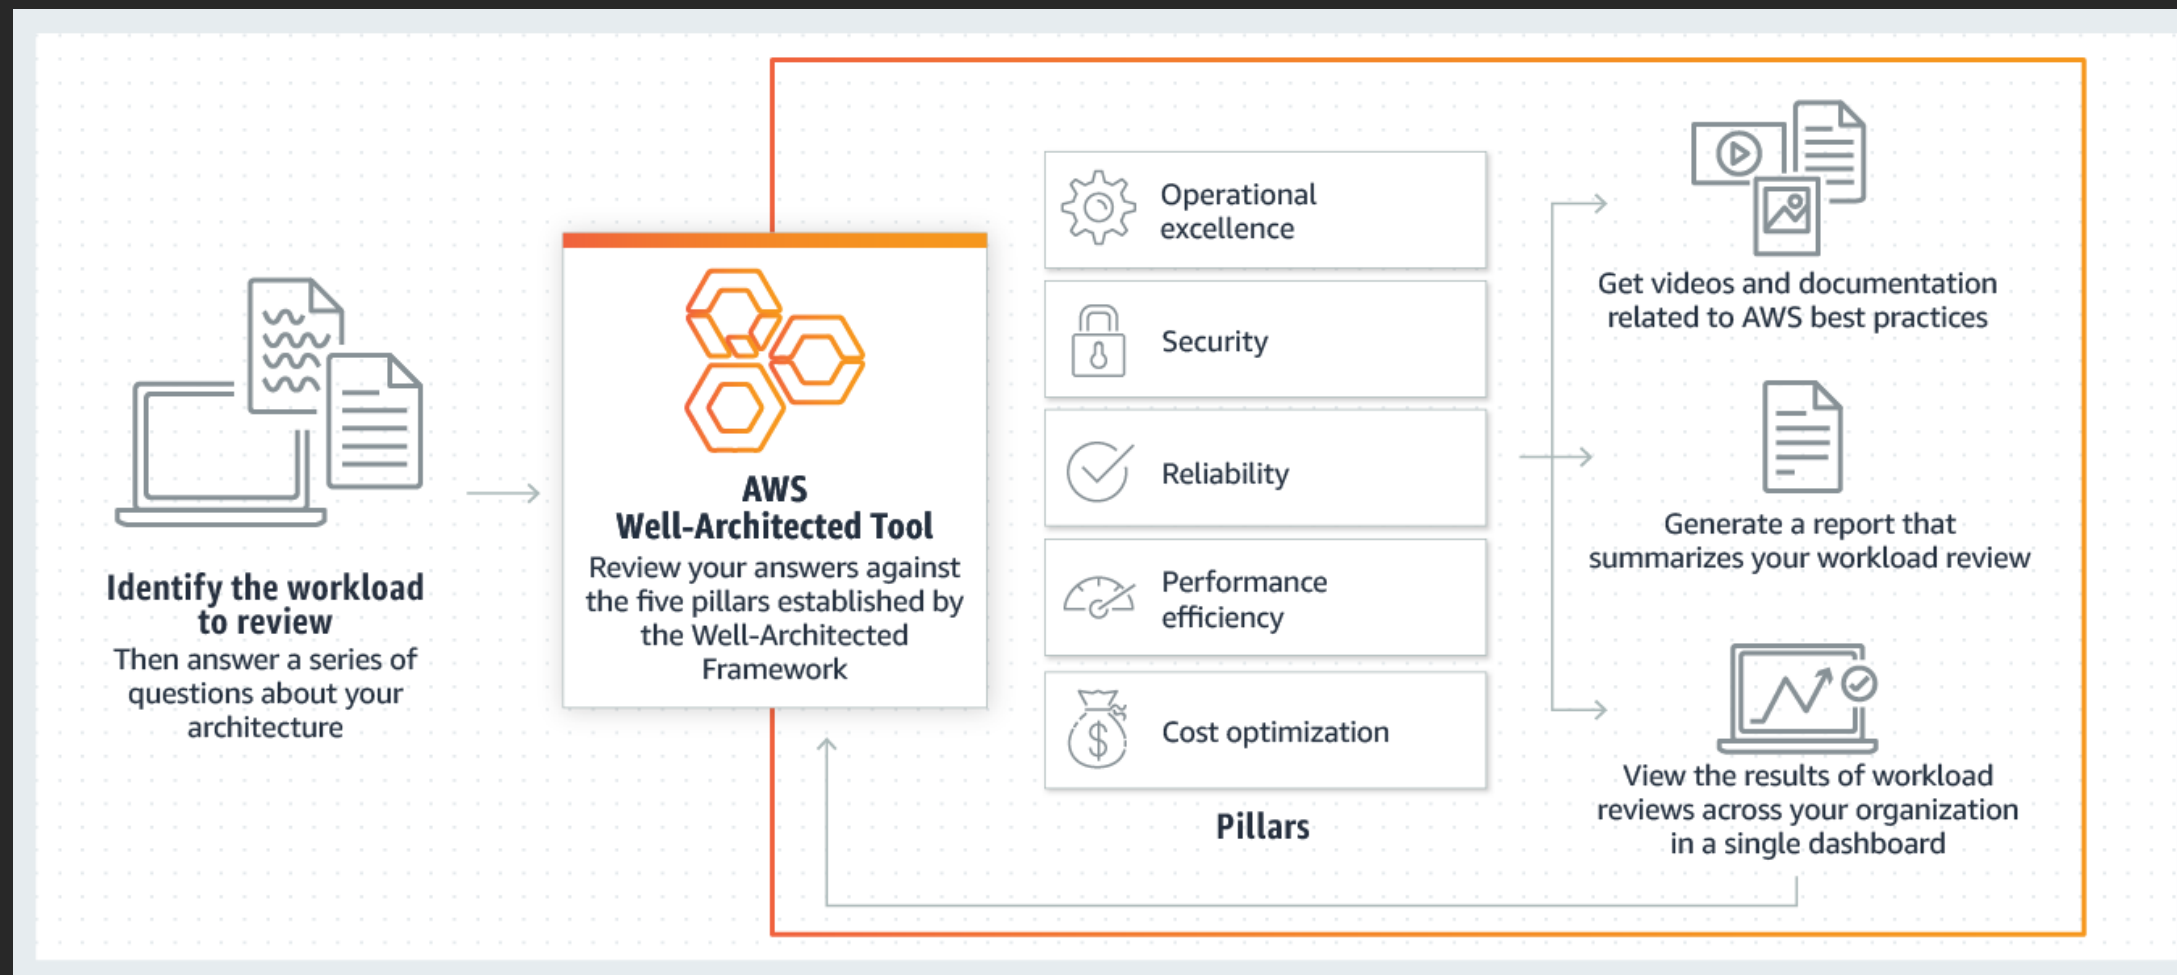 Identify the workload
to review
Then answer a series of
questions about your
architecture
AWS
Well-Architected Tool
Review your answers against
the five pillars established by
the Well-Architected
Framework
Operational
excellence
Security
Reliability
Performance
efficiency
$
Cost optimization
Pillars
Get videos and documentation
related to AWS best practices
Generate a report that
summarizes your workload review
View the results of workload
reviews across your organization
in a single dashboard